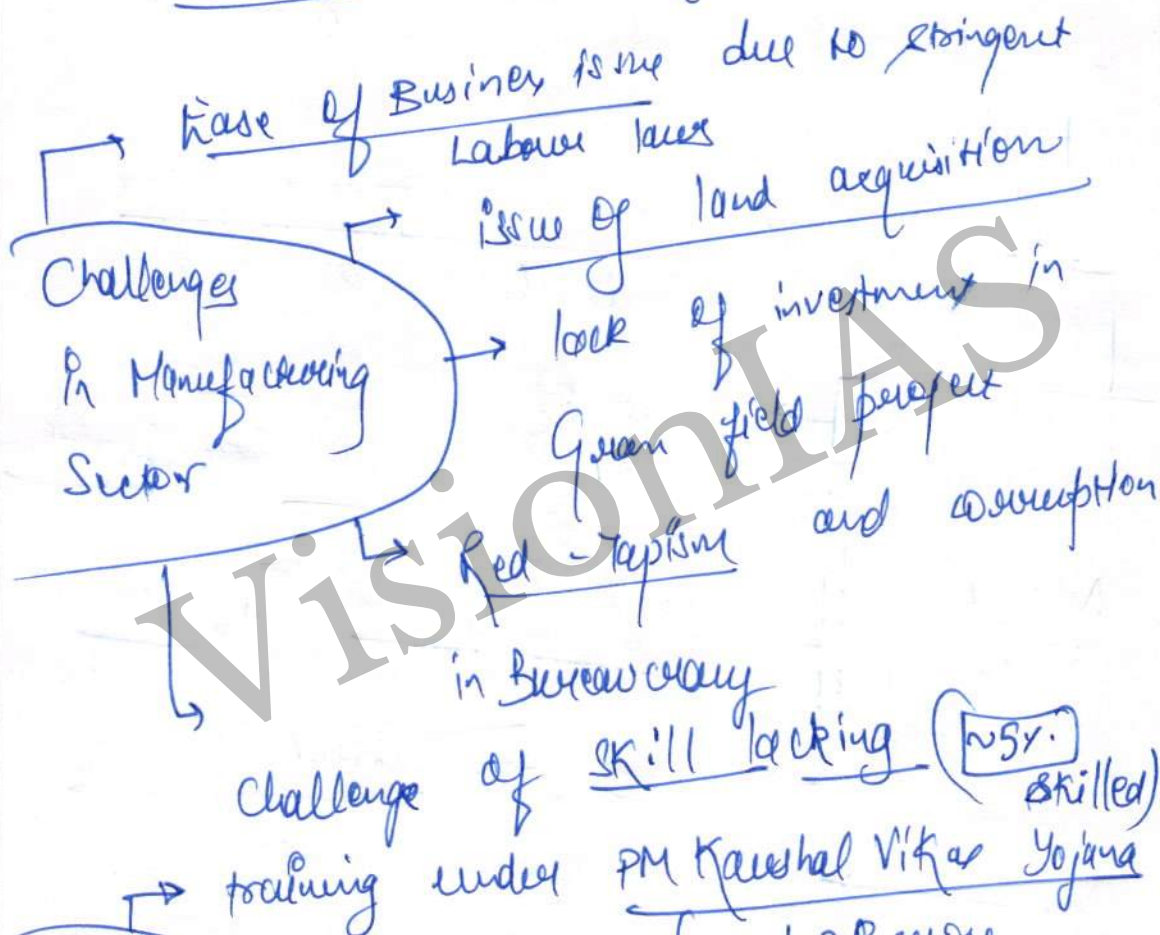 Ease of Business issue due to stringent
Labour laws
issue of land acquisition
Challenges
in Manufacturing
Sector
lack of investment in
Green field project
Red-Tapism and corruption
in Bureaucracy
Challenge of skill lacking (~5%.
skilled)
training under PM Kaushal Vikas Yojana
VisionIAS